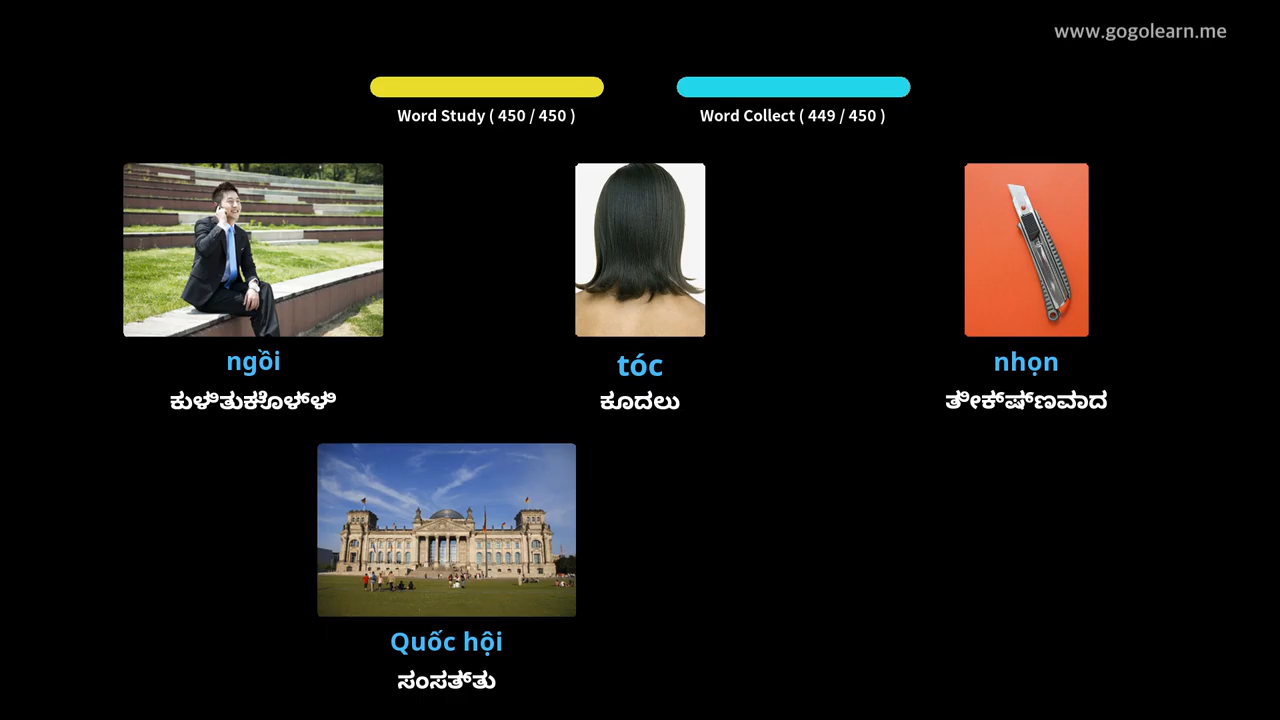 www.gogolearn.me
Word Study ( 450 / 450 )
Word Collect ( 449 / 450 )
ngồi
ಕುಳಿತುಕೊಳ್ಳಿ
tóc
ಕೂದಲು
nhọn
ತೀಕ್ಷ್ಣವಾದ
Quốc hội
ಸಂಸತ್ತು